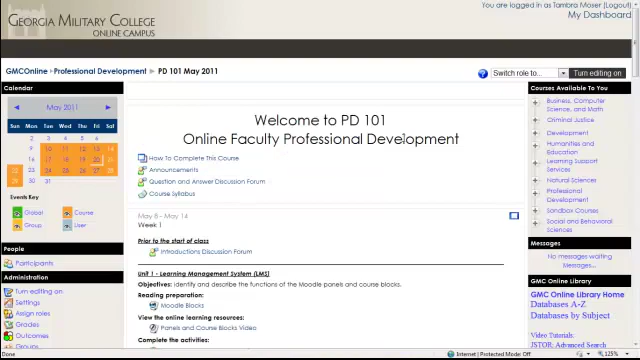 GEORGIA MILITARY COLLEGE
ONLINE CAMPUS
You are logged in as Tambra Moser (Logout)
My Dashboard
GMCOnline ▶ Professional Development ▶ PD 101 May 2011
Switch role to...
Turn editing on
Calendar
◀ May 2011 ▶
Sun Mon Tue Wed Thu Fri Sat
Events Key
Global Course
Group User
People
Participants
Administration
Turn editing on
Settings
Assign roles
Grades
Outcomes
Welcome to PD 101
Online Faculty Professional Development
How To Complete This Course
Announcements
Question and Answer Discussion Forum
Course Syllabus
May 8 - May 14
Week 1
Prior to the start of class
Introductions Discussion Forum
Unit 1 - Learning Management System (LMS)
Objectives: identify and describe the functions of the Moodle panels and course blocks.
Reading preparation:
Moodle Blocks
View the online learning resources:
Panels and Course Blocks Video
Complete the activities:
Courses Available To You
Business, Computer
Science, and Math
Criminal Justice
Development
Humanities and
Education
Learning Support
Services
Natural Sciences
Professional
Development
Sandbox Courses
Social and Behavioral
Sciences
Messages
No messages waiting
Messages...
GMC Online Library
GMC Online Library Home
Databases A-Z
Databases by Subject
Video Tutorials:
JSTOR: Advanced Search
Done
Internet | Protected Mode: Off
125%